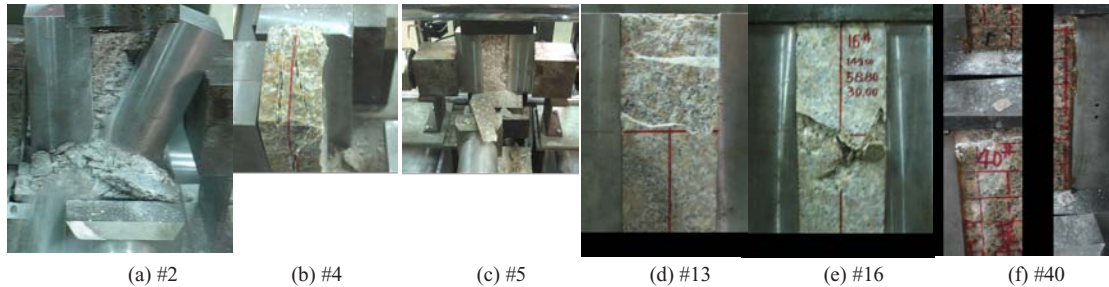 16#
149.00
58.80
30.00
40#
(a) #2
(b) #4
(c) #5
(d) #13
(e) #16
(f) #40